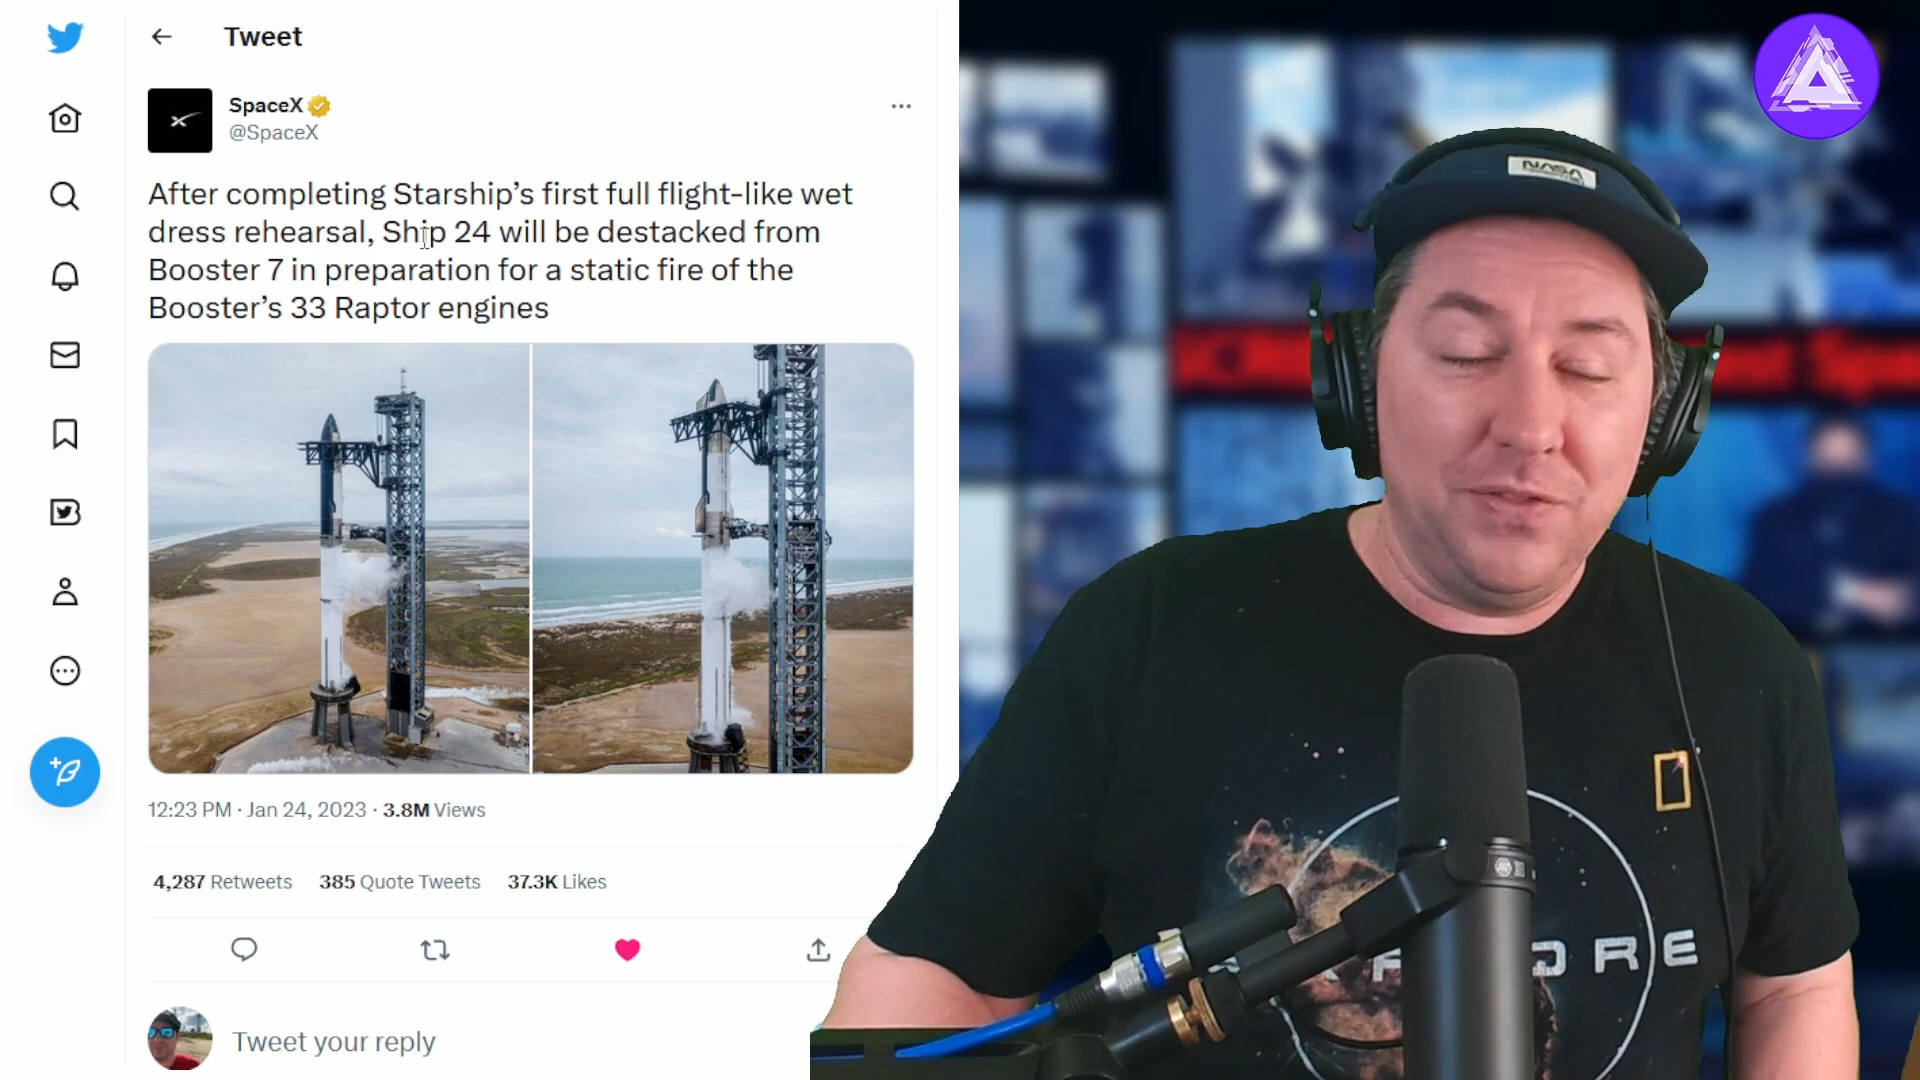 Tweet
SpaceX
@SpaceX
After completing Starship's first full flight-like wet
dress rehearsal, Ship 24 will be destacked from
Booster 7 in preparation for a static fire of the
Booster's 33 Raptor engines
12:23 PM · Jan 24, 2023 · 3.8M Views
4,287 Retweets 385 Quote Tweets 37.3K Likes
Tweet your reply
NASA